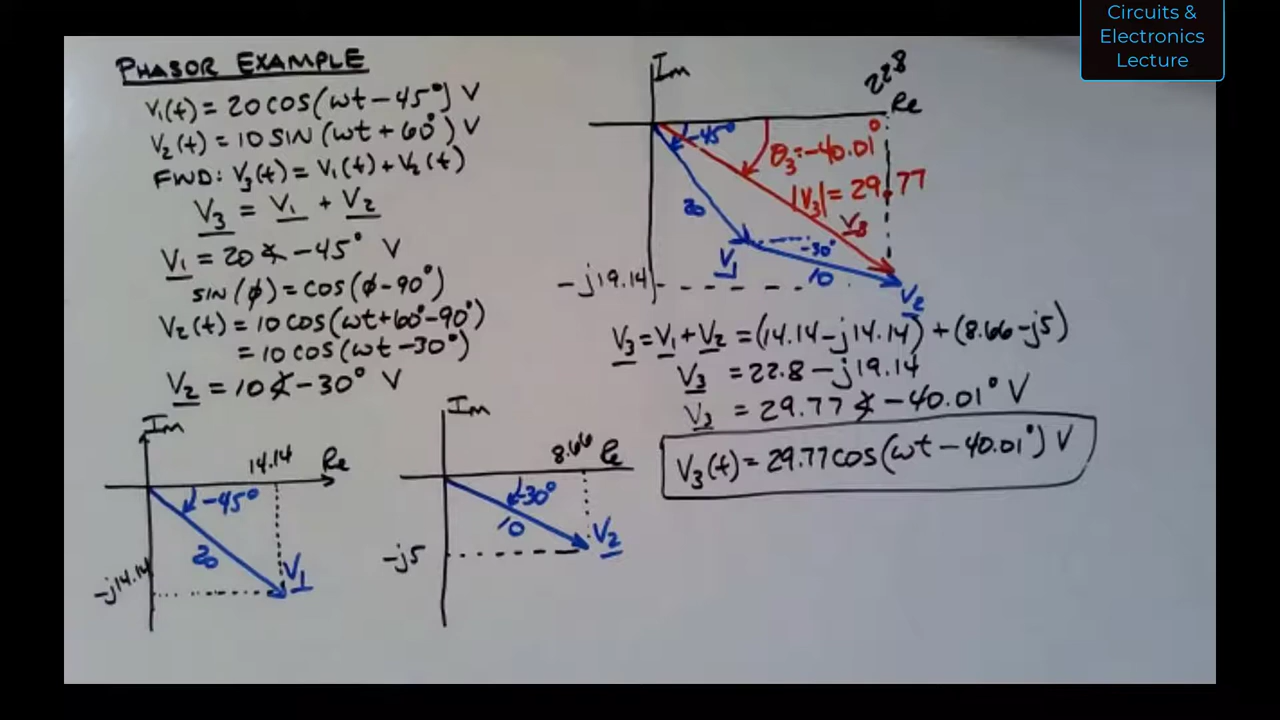 Circuits &
Electronics
Lecture
PHASOR EXAMPLE
V₁(t) = 20 COS(ωt - 45°) V
V₂(t) = 10 SIN(ωt + 60°) V
FWD: V₃(t) = V₁(t) + V₂(t)
V₃ = V₁ + V₂
V₁ = 20 ∡ -45° V
SIN(ϕ) = COS(ϕ - 90°)
V₂(t) = 10 COS(ωt + 60° - 90°)
= 10 COS(ωt - 30°)
V₂ = 10 ∡ -30° V
Im
14.14
Re
-45°
20
V₁
-j14.14
Im
8.66
Re
-30°
10
V₂
-j5
Im
22.8
Re
-45°
θ₃ = -40.01°
|V₃| = 29.77
20
V₃
-30°
V₁
10
-j19.14
V₂
V₃ = V₁ + V₂ = (14.14 - j14.14) + (8.66 - j5)
V₃ = 22.8 - j19.14
V₃ = 29.77 ∡ -40.01° V
V₃(t) = 29.77 COS(ωt - 40.01°) V